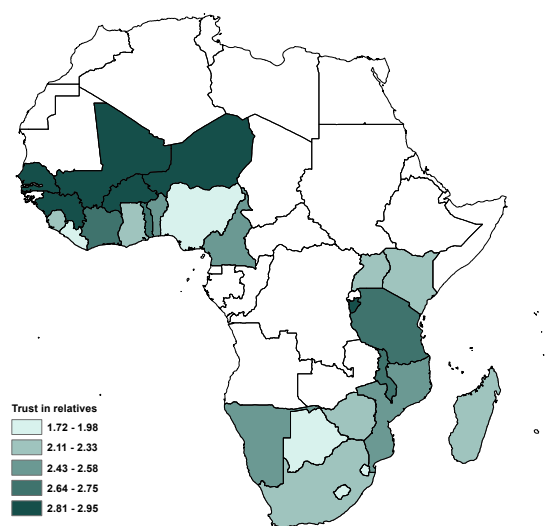 Trust in relatives
1.72 - 1.98
2.11 - 2.33
2.43 - 2.58
2.64 - 2.75
2.81 - 2.95